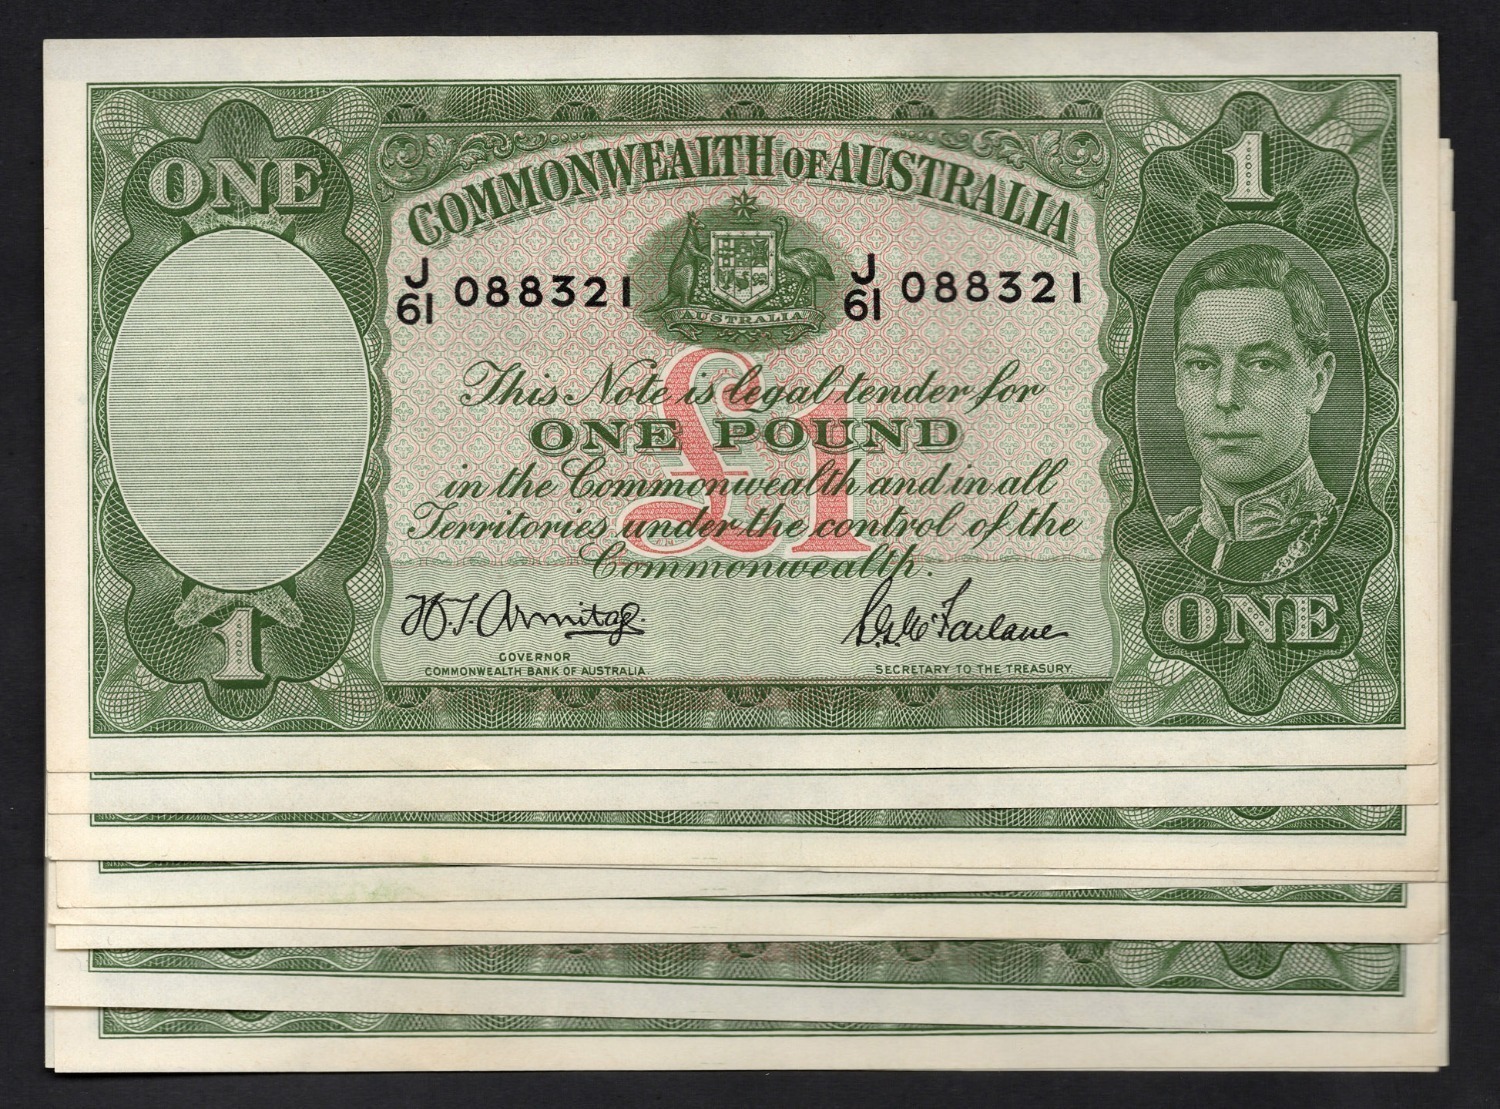 ONE
1
COMMONWEALTH OF AUSTRALIA
J/61 088321
J/61 088321
AUSTRALIA
£1
This Note is legal tender for
ONE POUND
in the Commonwealth and in all
Territories under the control of the
Commonwealth.
H.T. Armitage.
S.G. McFarlane
GOVERNOR
COMMONWEALTH BANK OF AUSTRALIA.
SECRETARY TO THE TREASURY
1
ONE